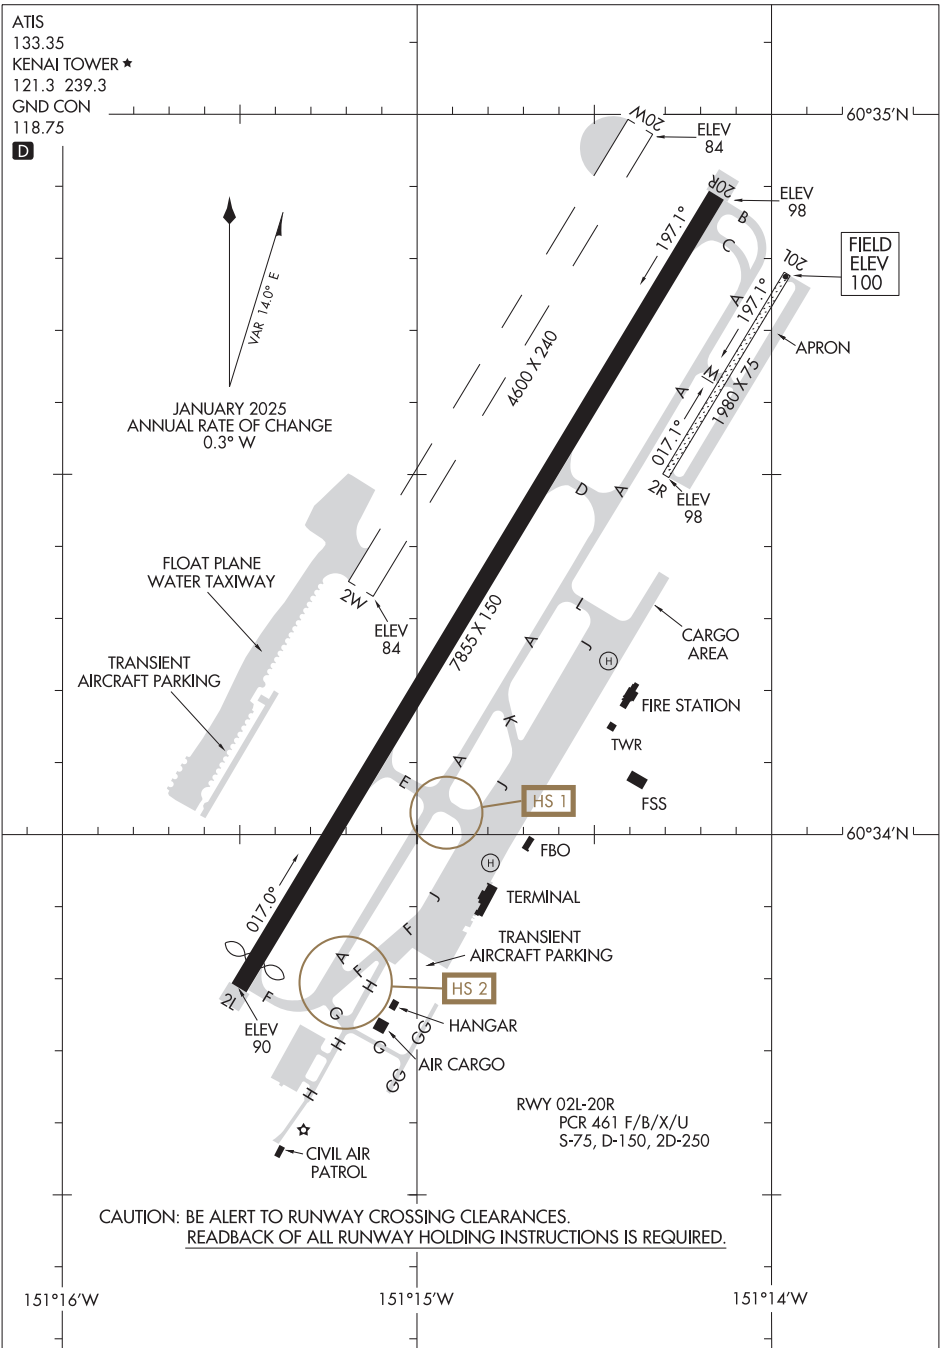 ATIS
133.35
KENAI TOWER ★
121.3 239.3
GND CON
118.75
D
60°35'N
20W
ELEV
84
20R
ELEV
98
B
C
197.1°
FIELD
ELEV
100
20L
VAR 14.0° E
A
197.1°
APRON
4600 X 240
M
A
1980 X 75
JANUARY 2025
ANNUAL RATE OF CHANGE
0.3° W
017.1°
D
A
2R
ELEV
98
FLOAT PLANE
WATER TAXIWAY
2W
ELEV
84
7855 X 150
L
A
J
H
CARGO
AREA
TRANSIENT
AIRCRAFT PARKING
FIRE STATION
K
TWR
A
E
J
HS 1
FSS
60°34'N
FBO
H
J
TERMINAL
017.0°
F
TRANSIENT
AIRCRAFT PARKING
A
F
H
HS 2
2L
F
ELEV
90
G
HANGAR
GG
H
G
AIR CARGO
GG
H
RWY 02L-20R
PCR 461 F/B/X/U
S-75, D-150, 2D-250
CIVIL AIR
PATROL
CAUTION: BE ALERT TO RUNWAY CROSSING CLEARANCES.
READBACK OF ALL RUNWAY HOLDING INSTRUCTIONS IS REQUIRED.
151°16'W
151°15'W
151°14'W